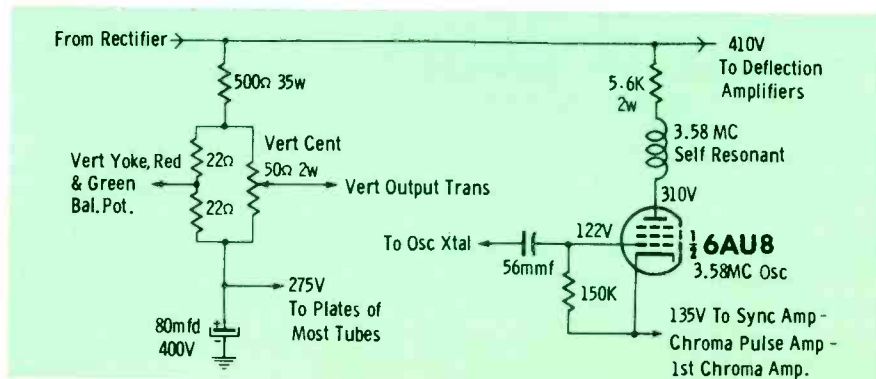 From Rectifier
410V
To Deflection
Amplifiers
500Ω 35w
5.6K
2w
3.58 MC
Self Resonant
Vert Cent
50Ω 2w
22Ω
22Ω
Vert Yoke, Red
& Green
Bal. Pot.
Vert Output Trans
310V
122V
To Osc Xtal
56mmf
150K
1/2 6AU8
3.58MC Osc
275V
To Plates of
Most Tubes
80mfd
400V
+
-
135V To Sync Amp -
Chroma Pulse Amp -
1st Chroma Amp.